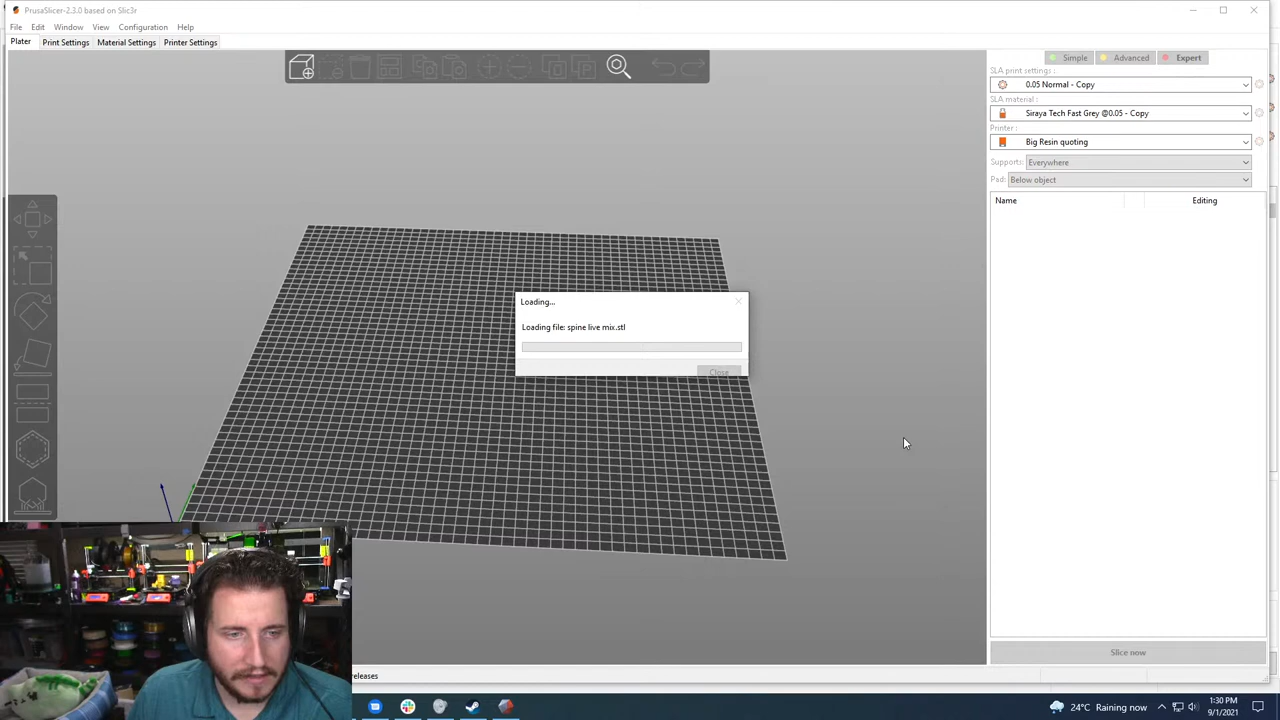 PrusaSlicer-2.3.0 based on Slic3r
File Edit Window View Configuration Help
Plater Print Settings Material Settings Printer Settings
Simple Advanced Expert
SLA print settings :
0.05 Normal - Copy
SLA material :
Siraya Tech Fast Grey @0.05 - Copy
Printer :
Big Resin quoting
Supports: Everywhere
Pad: Below object
Name Editing
Loading...
Loading file: spine live mix.stl
Close
Slice now
releases
24°C Raining now
1:30 PM
9/1/2021